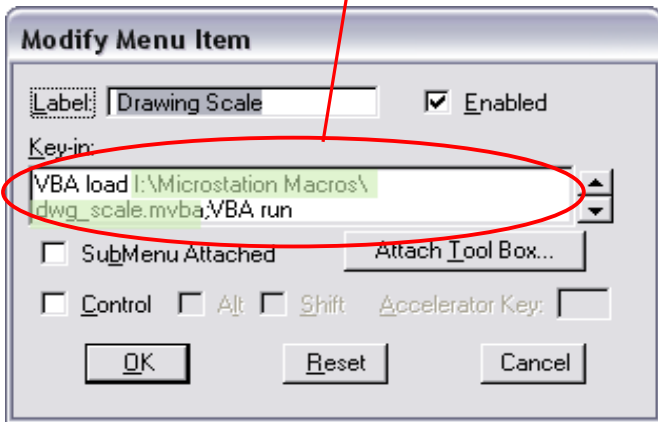 Modify Menu Item
Label: Drawing Scale Enabled
Key-in:
VBA load I:\Microstation Macros\
dwg_scale.mvba;VBA run
SubMenu Attached Attach Tool Box...
Control Alt Shift Accelerator Key:
OK Reset Cancel